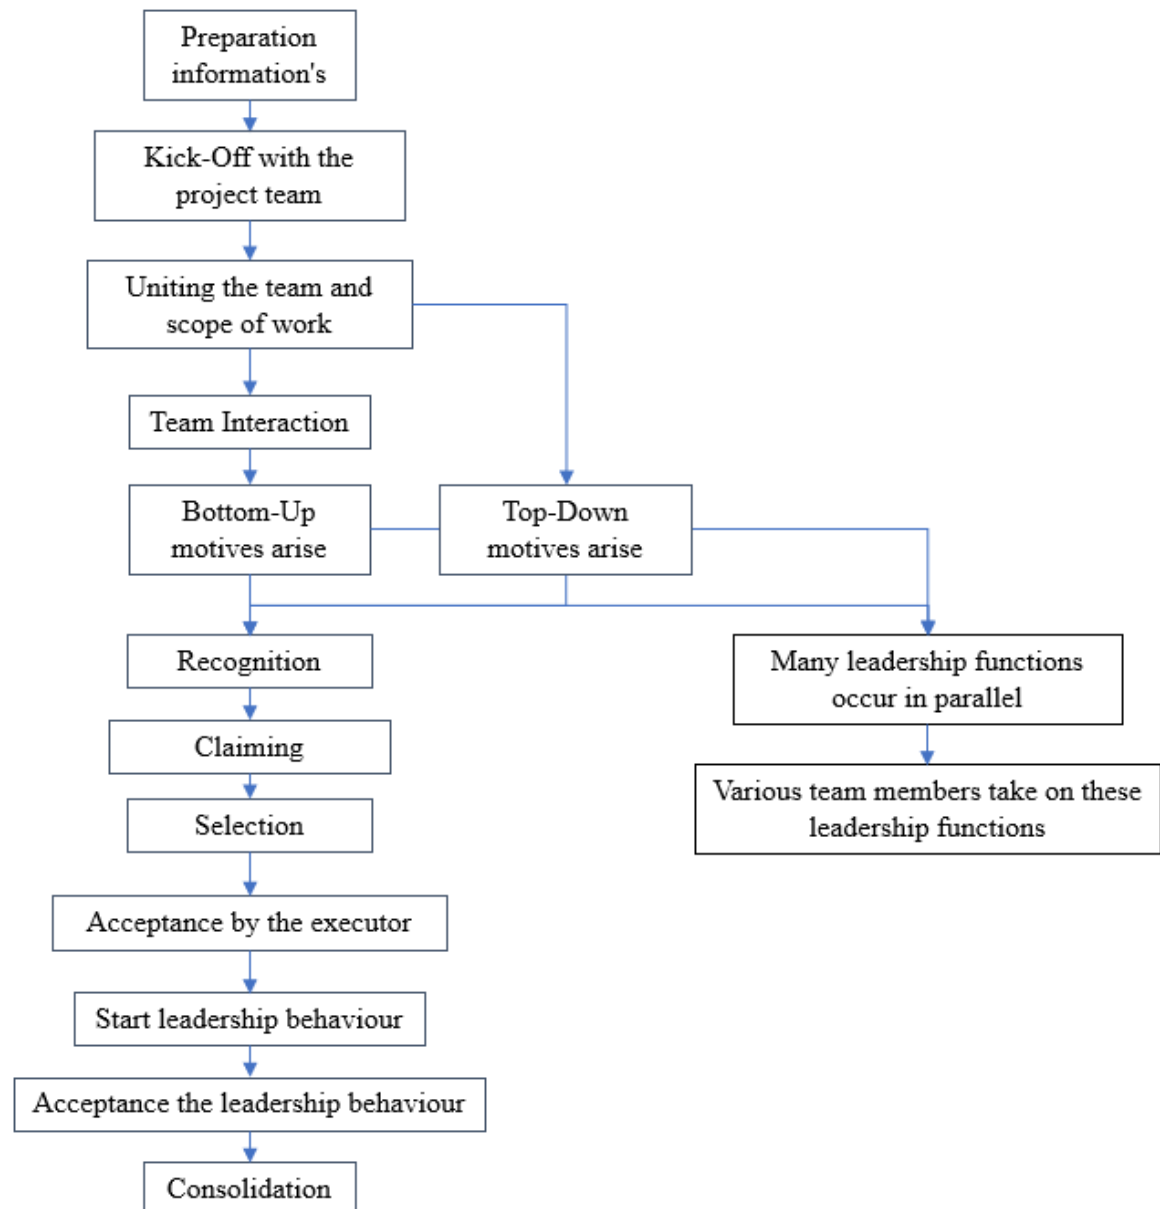 Preparation
information's
Kick-Off with the
project team
Uniting the team and
scope of work
Team Interaction
Bottom-Up
motives arise
Top-Down
motives arise
Recognition
Many leadership functions
occur in parallel
Claiming
Various team members take on these
leadership functions
Selection
Acceptance by the executor
Start leadership behaviour
Acceptance the leadership behaviour
Consolidation